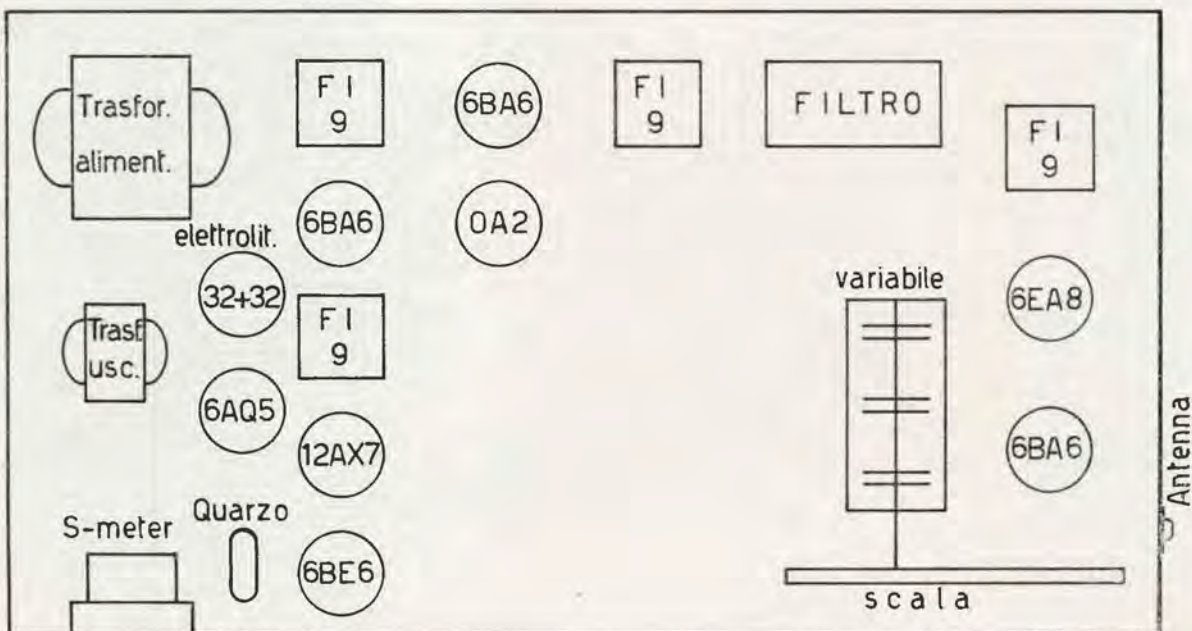 Trasfor.
aliment.
F I
9
6BA6
F I
9
FILTRO
F I
9
6BA6
OA2
elettrolit.
32+32
variabile
6EA8
Trasf.
usc.
F I
9
6AQ5
12AX7
6BA6
Antenna
S-meter
Quarzo
6BE6
scala